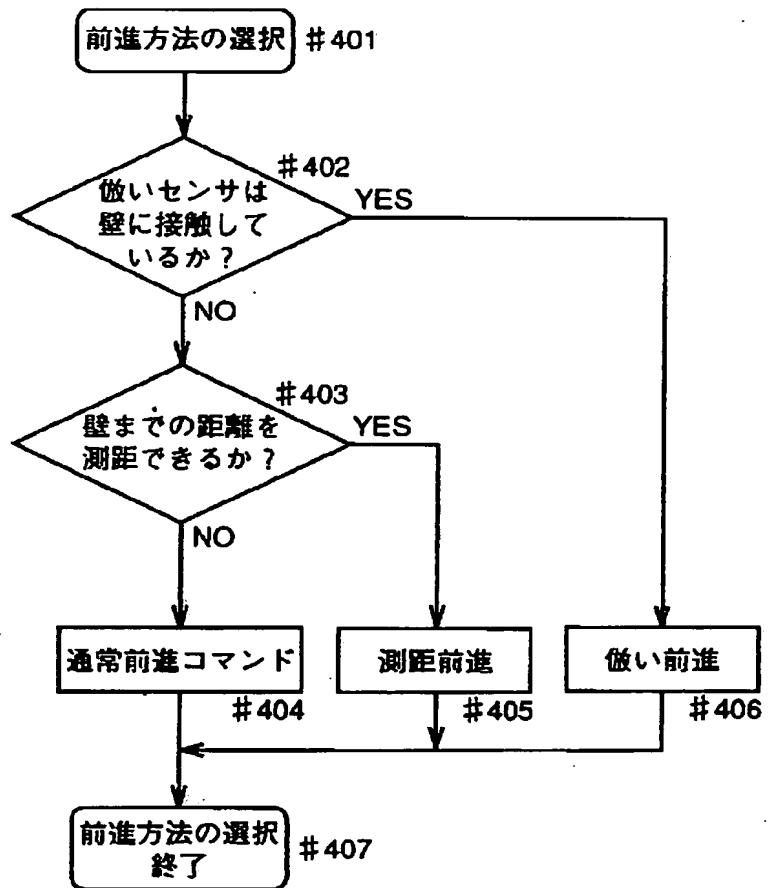 前進方法の選択 #401
#402
倣いセンサは
壁に接触して
いるか?
YES
NO
#403
壁までの距離を
測距できるか?
YES
NO
通常前進コマンド
測距前進
倣い前進
#404
#405
#406
前進方法の選択
終了
#407